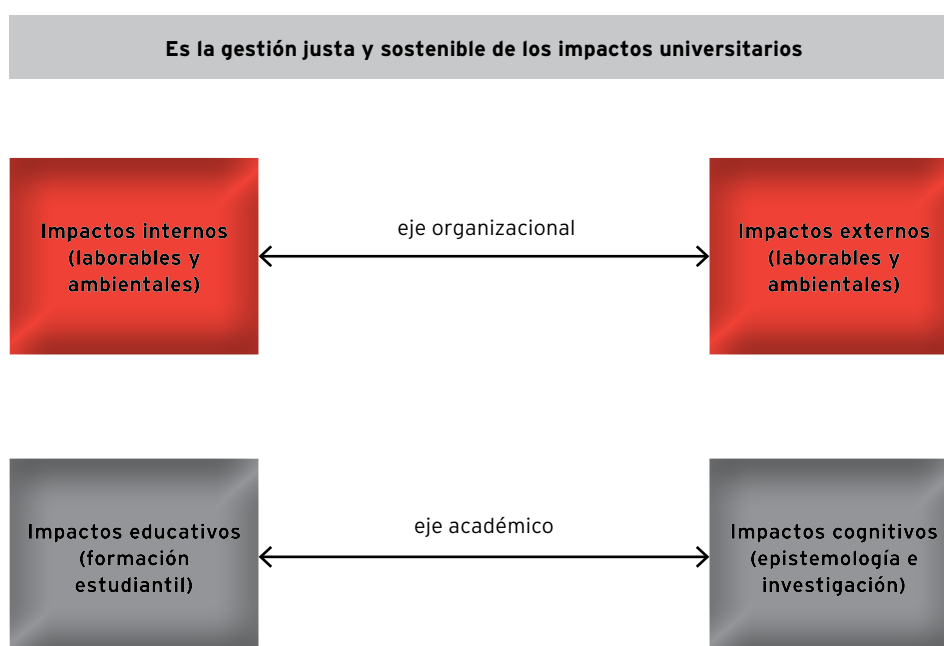 Es la gestión justa y sostenible de los impactos universitarios
Impactos internos
(laborables y
ambientales)
eje organizacional
Impactos externos
(laborables y
ambientales)
Impactos educativos
(formación
estudiantil)
eje académico
Impactos cognitivos
(epistemología e
investigación)